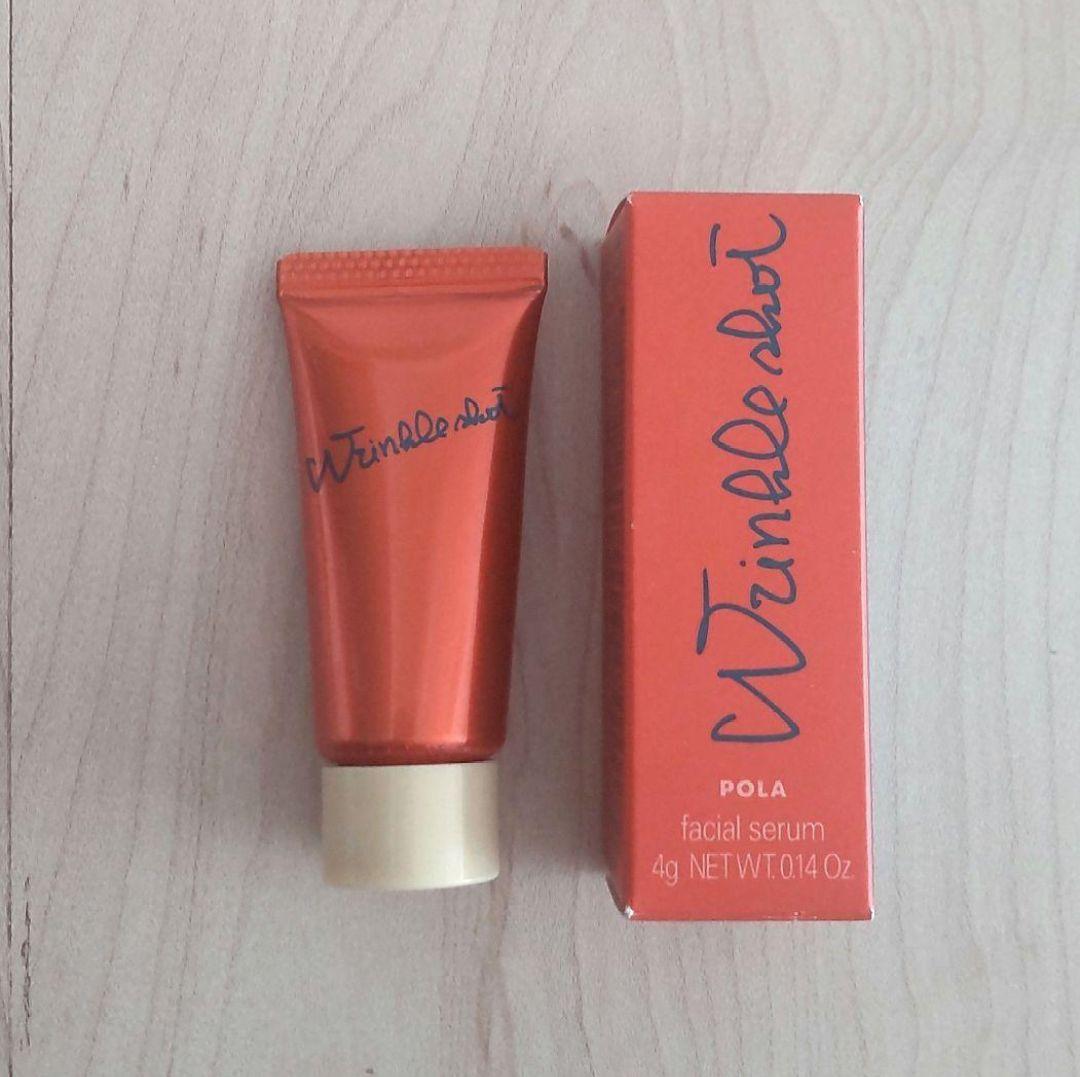 Wrinkle shot
Wrinkle shot
POLA
facial serum
4g NET WT. 0.14 Oz.